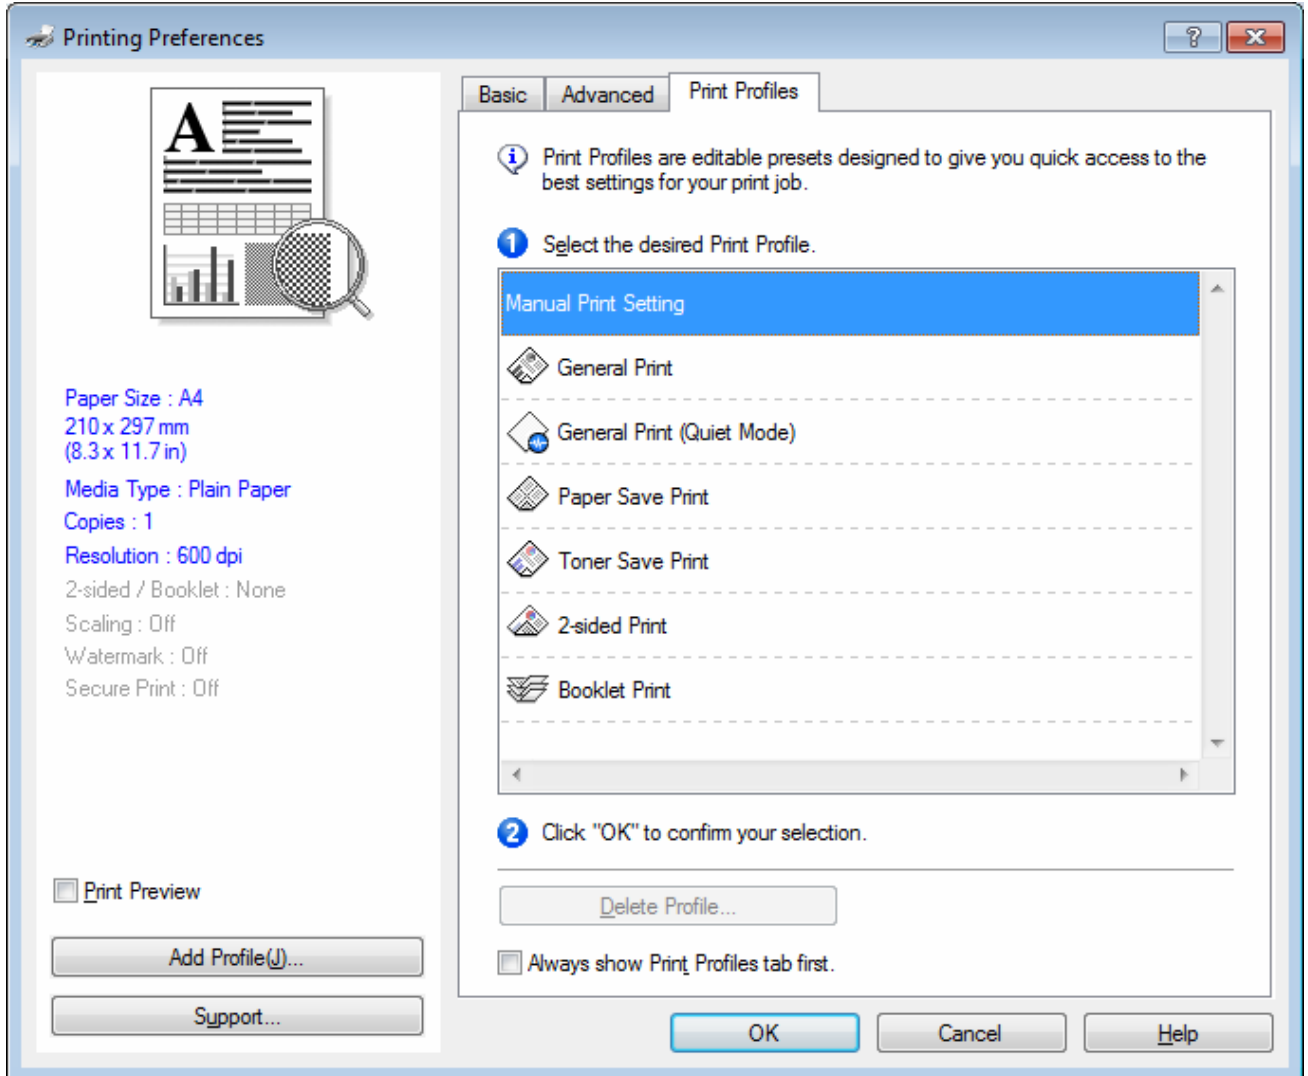 Printing Preferences
A
Paper Size : A4
210 x 297 mm
(8.3 x 11.7 in)
Media Type : Plain Paper
Copies : 1
Resolution : 600 dpi
2-sided / Booklet : None
Scaling : Off
Watermark : Off
Secure Print : Off
Print Preview
Add Profile(J)...
Support...
Basic
Advanced
Print Profiles
Print Profiles are editable presets designed to give you quick access to the
best settings for your print job.
1 Select the desired Print Profile.
Manual Print Setting
General Print
General Print (Quiet Mode)
Paper Save Print
Toner Save Print
2-sided Print
Booklet Print
2 Click "OK" to confirm your selection.
Delete Profile...
Always show Print Profiles tab first.
OK
Cancel
Help